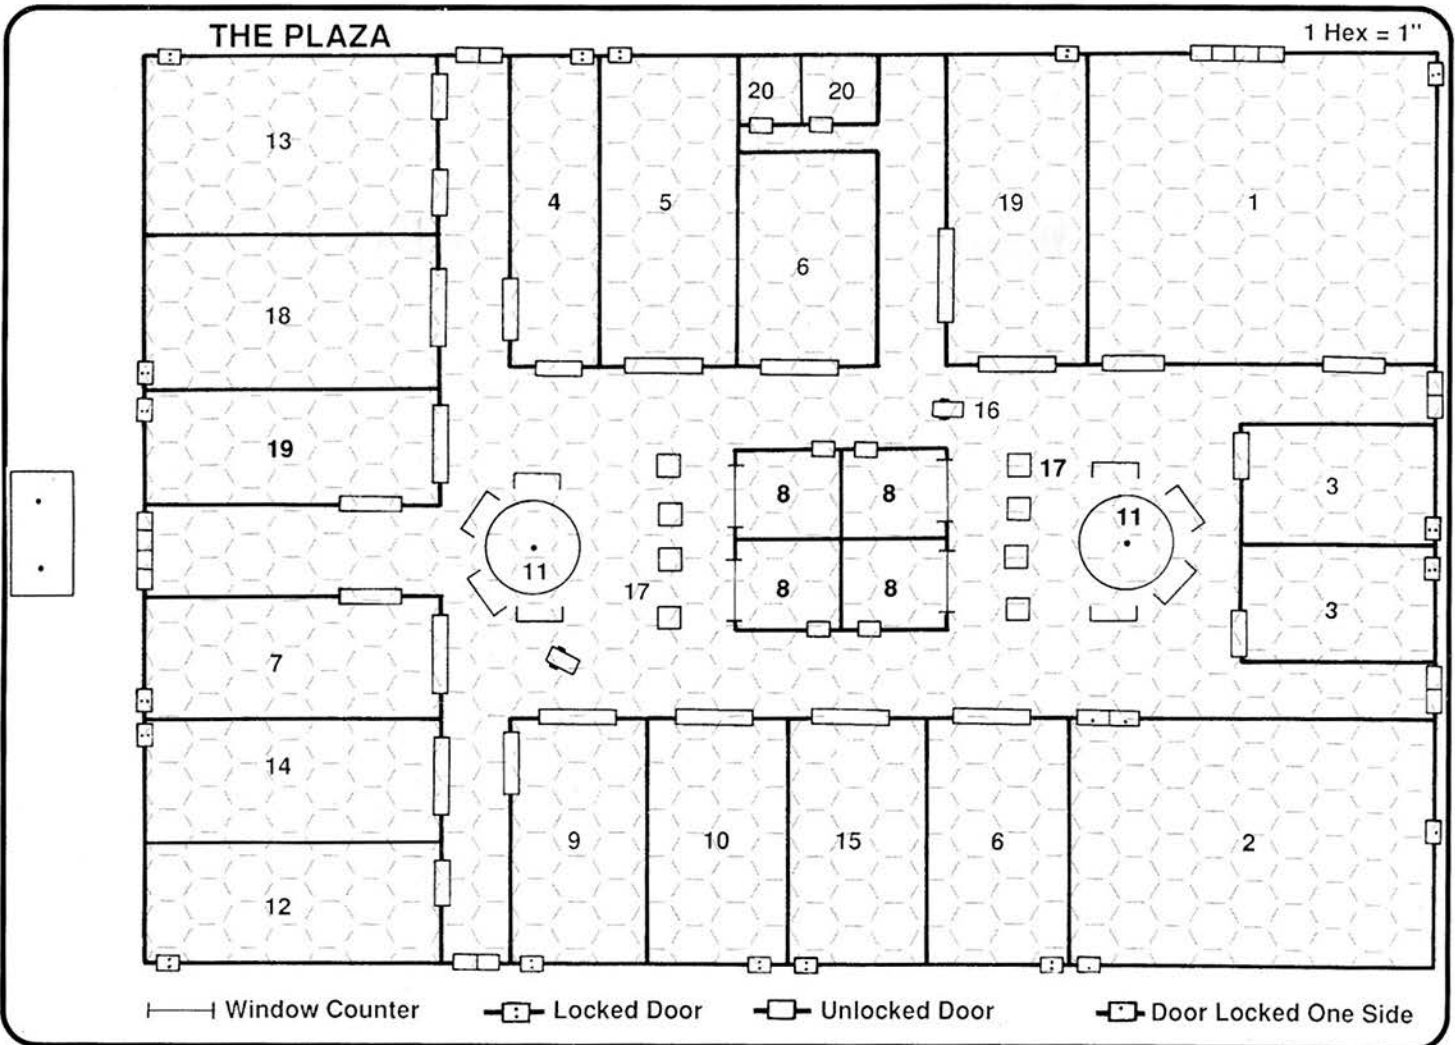 THE PLAZA
1 Hex = 1"
20 20
13
4 5 19 1
6
18
16
19 17
8 8 3
11
11
17 8 8 3
7
14
9 10 15 6 2
12
Window Counter Locked Door Unlocked Door Door Locked One Side